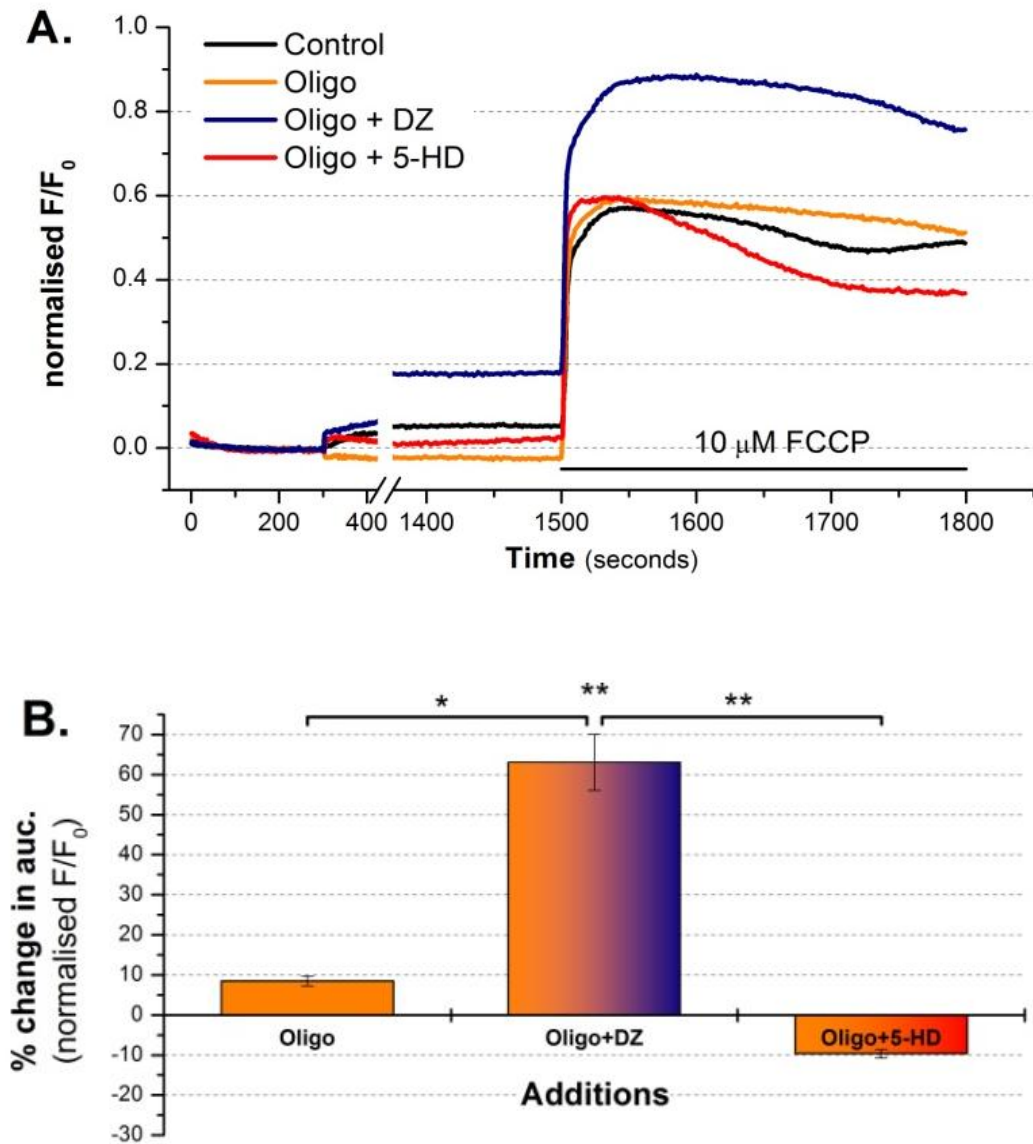 A.
Control
Oligo
Oligo + DZ
Oligo + 5-HD
1.0
0.8
0.6
0.4
0.2
0.0
normalised F/F0
10 μM FCCP
0 200 400 1400 1500 1600 1700 1800
Time (seconds)
B.
* ** **
70
60
50
40
30
20
10
0
-10
-20
-30
% change in auc.
(normalised F/F0)
Oligo Oligo+DZ Oligo+5-HD
Additions